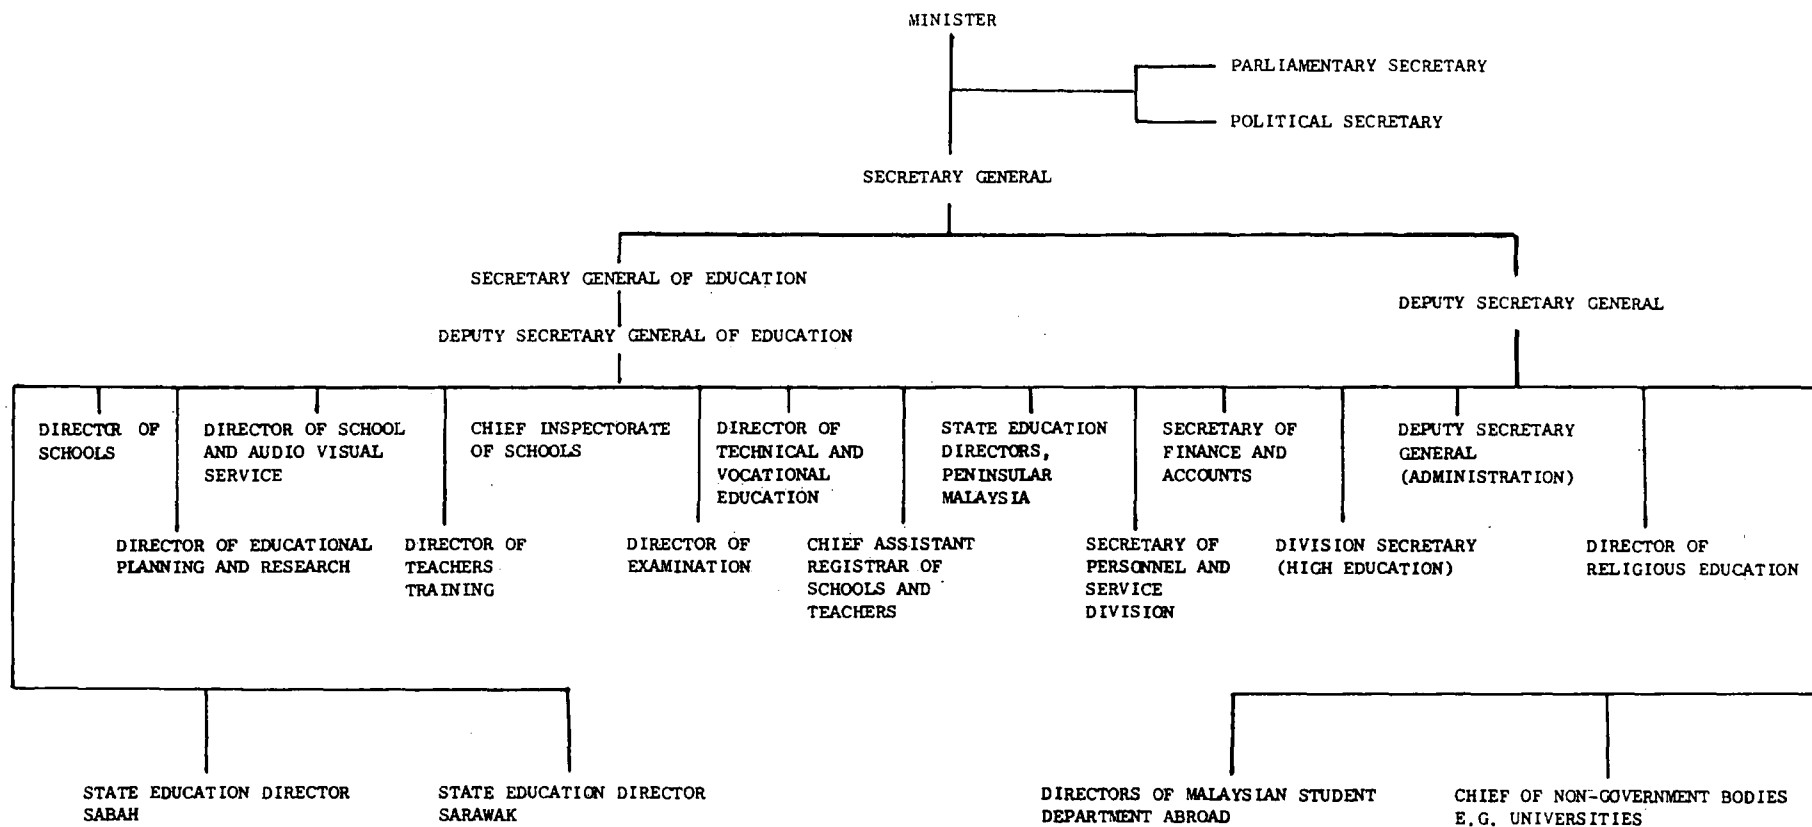 MINISTER
PARLIAMENTARY SECRETARY
POLITICAL SECRETARY
SECRETARY GENERAL
SECRETARY GENERAL OF EDUCATION
DEPUTY SECRETARY GENERAL
DEPUTY SECRETARY GENERAL OF EDUCATION
DIRECTOR OF
SCHOOLS
DIRECTOR OF SCHOOL
AND AUDIO VISUAL
SERVICE
CHIEF INSPECTORATE
OF SCHOOLS
DIRECTOR OF
TECHNICAL AND
VOCATIONAL
EDUCATION
STATE EDUCATION
DIRECTORS,
PENINSULAR
MALAYSIA
SECRETARY OF
FINANCE AND
ACCOUNTS
DEPUTY SECRETARY
GENERAL
(ADMINISTRATION)
DIRECTOR OF EDUCATIONAL
PLANNING AND RESEARCH
DIRECTOR OF
TEACHERS
TRAINING
DIRECTOR OF
EXAMINATION
CHIEF ASSISTANT
REGISTRAR OF
SCHOOLS AND
TEACHERS
SECRETARY OF
PERSONNEL AND
SERVICE
DIVISION
DIVISION SECRETARY
(HIGH EDUCATION)
DIRECTOR OF
RELIGIOUS EDUCATION
STATE EDUCATION DIRECTOR
SABAH
STATE EDUCATION DIRECTOR
SARAWAK
DIRECTORS OF MALAYSIAN STUDENT
DEPARTMENT ABROAD
CHIEF OF NON-GOVERNMENT BODIES
E.G. UNIVERSITIES